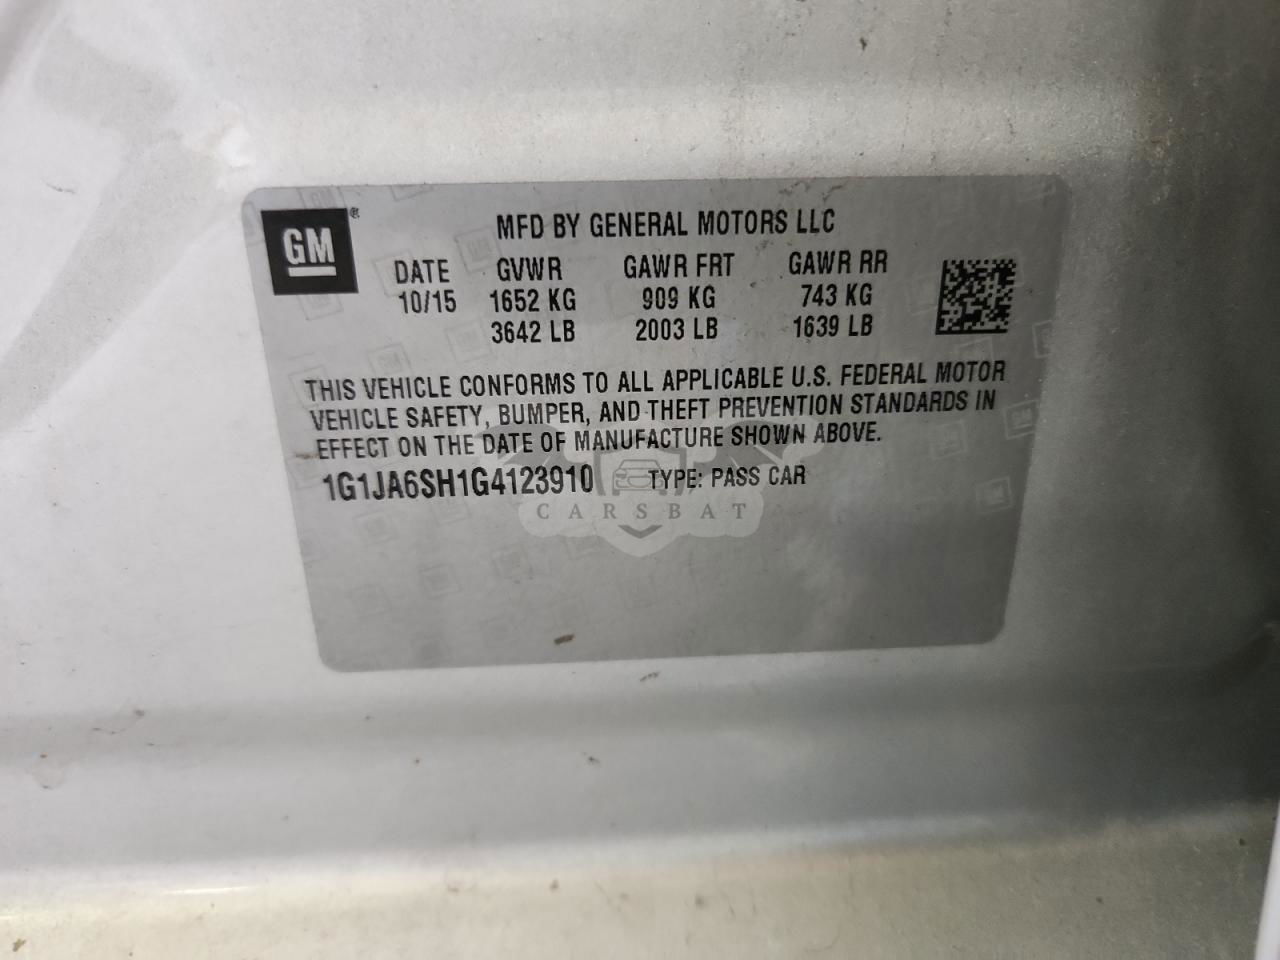 GM®
MFD BY GENERAL MOTORS LLC
DATE GVWR GAWR FRT GAWR RR
10/15 1652 KG 909 KG 743 KG
3642 LB 2003 LB 1639 LB
THIS VEHICLE CONFORMS TO ALL APPLICABLE U.S. FEDERAL MOTOR
VEHICLE SAFETY, BUMPER, AND THEFT PREVENTION STANDARDS IN
EFFECT ON THE DATE OF MANUFACTURE SHOWN ABOVE.
1G1JA6SH1G4123910 TYPE: PASS CAR
CARSBAT